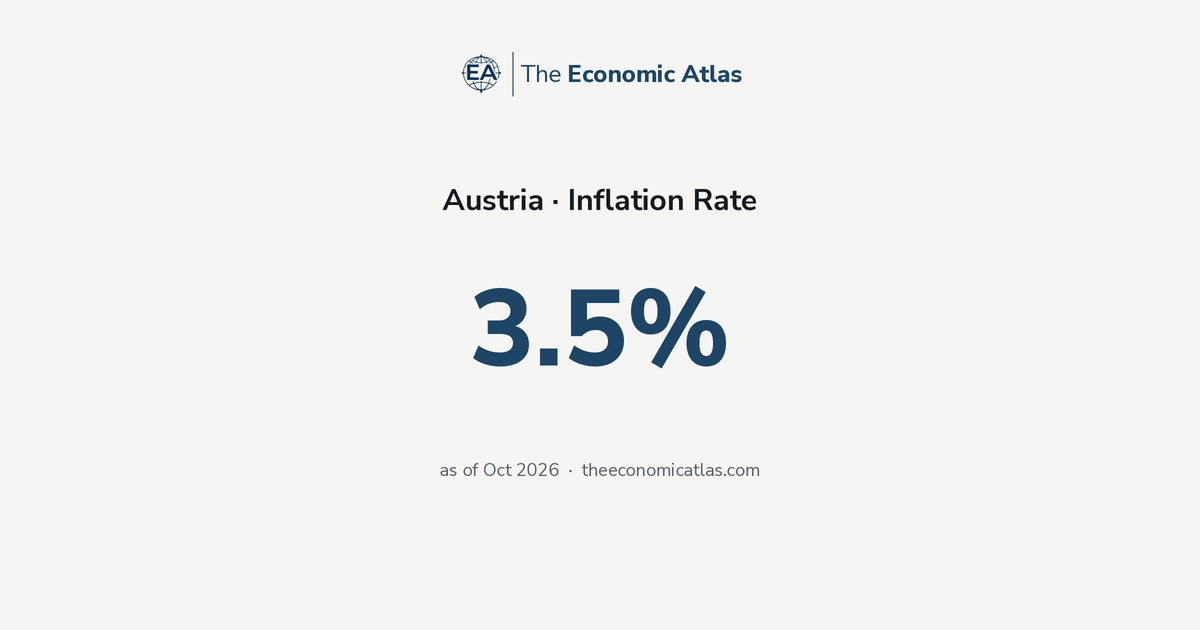 EA The Economic Atlas
Austria · Inflation Rate
3.5%
as of Oct 2026 · theeconomicatlas.com